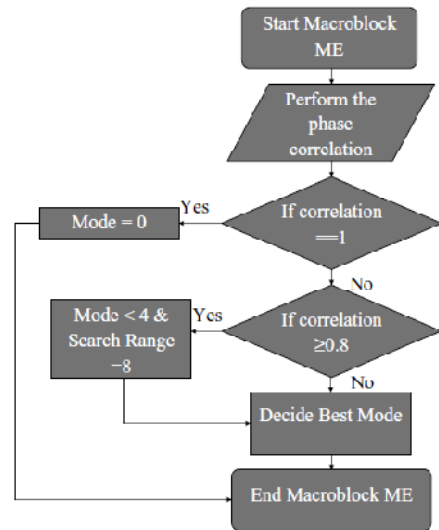 Start Macroblock
ME
Perform the
phase
correlation
If correlation
==1
Yes
Mode = 0
No
If correlation
≥0.8
Yes
Mode < 4 &
Search Range
=8
No
Decide Best Mode
End Macroblock ME